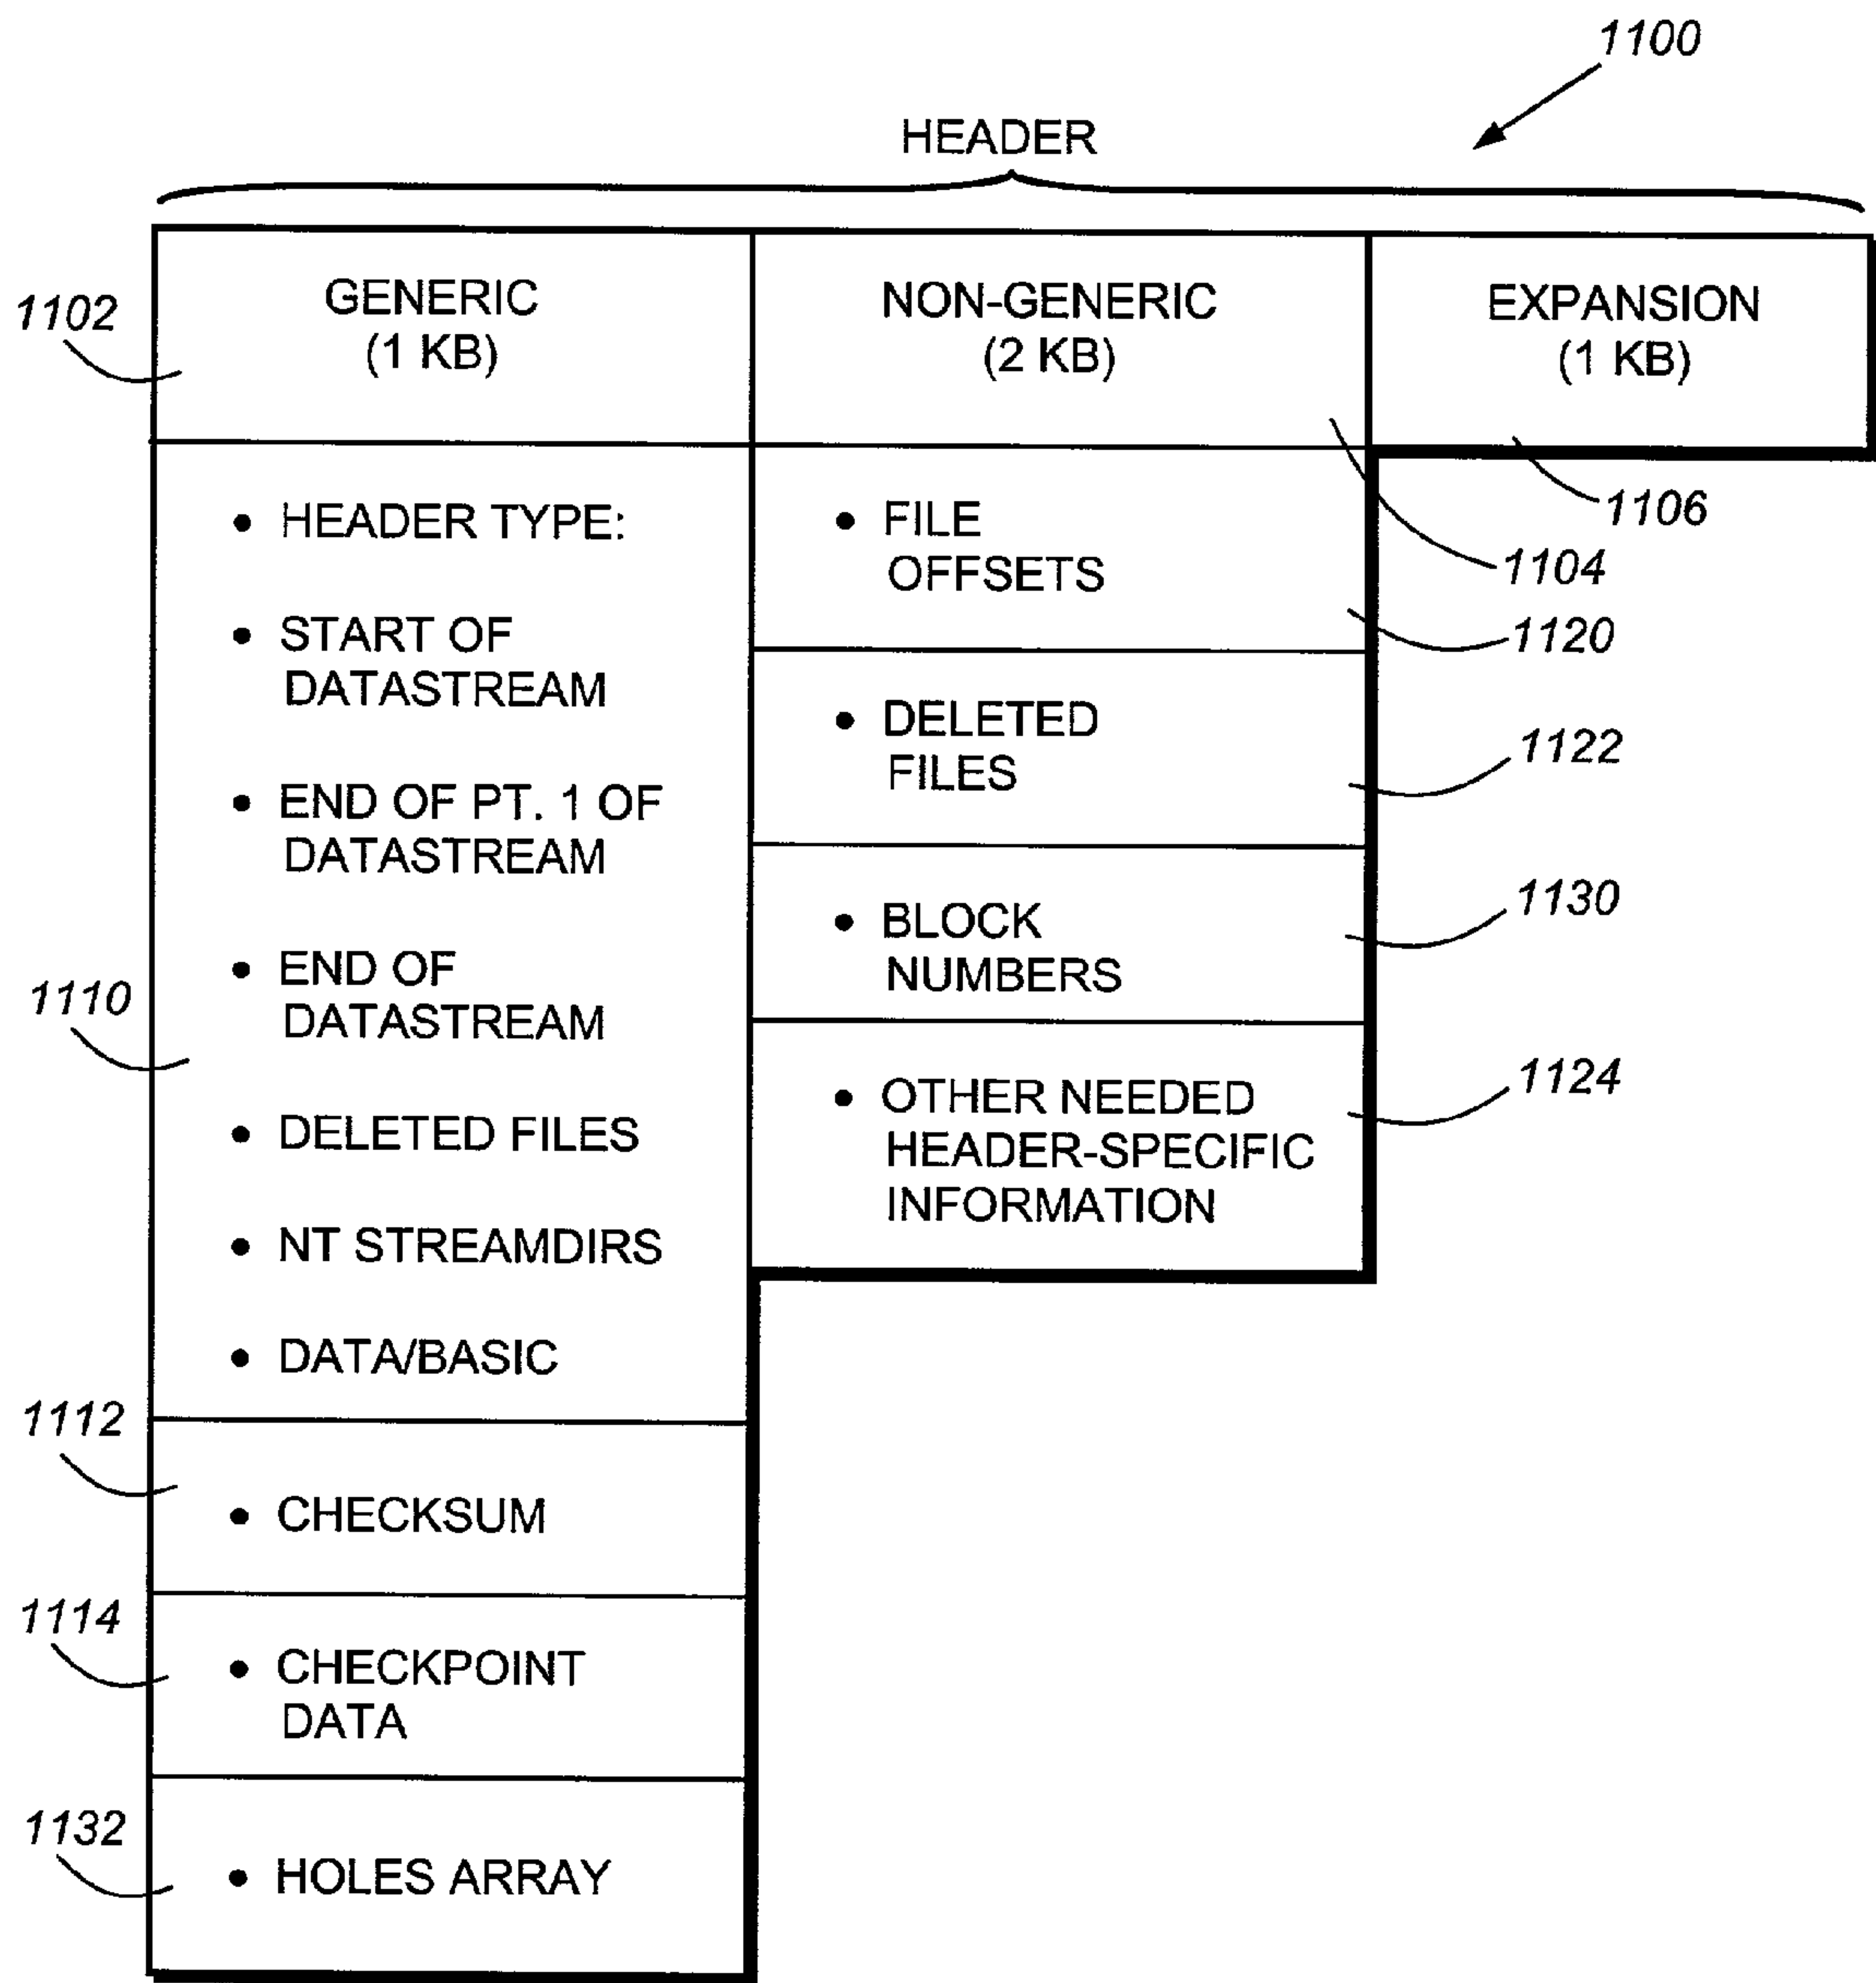 1100
HEADER
1102
GENERIC
(1 KB)
NON-GENERIC
(2 KB)
EXPANSION
(1 KB)
1106
1104
1110
• HEADER TYPE:
• START OF
DATASTREAM
• END OF PT. 1 OF
DATASTREAM
• END OF
DATASTREAM
• DELETED FILES
• NT STREAMDIRS
• DATA/BASIC
1112
• CHECKSUM
1114
• CHECKPOINT
DATA
1132
• HOLES ARRAY
• FILE
OFFSETS
1120
• DELETED
FILES
1122
• BLOCK
NUMBERS
1130
• OTHER NEEDED
HEADER-SPECIFIC
INFORMATION
1124